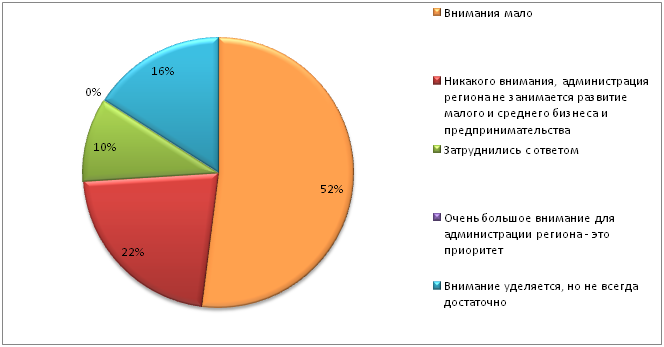 Внимания мало
Никакого внимания, администрация
региона не занимается развитие
малого и среднего бизнеса и
предпринимательства
Затруднились с ответом
Очень большое внимание для
администрации региона - это
приоритет
Внимание уделяется, но не всегда
достаточно
16%
0%
10%
52%
22%